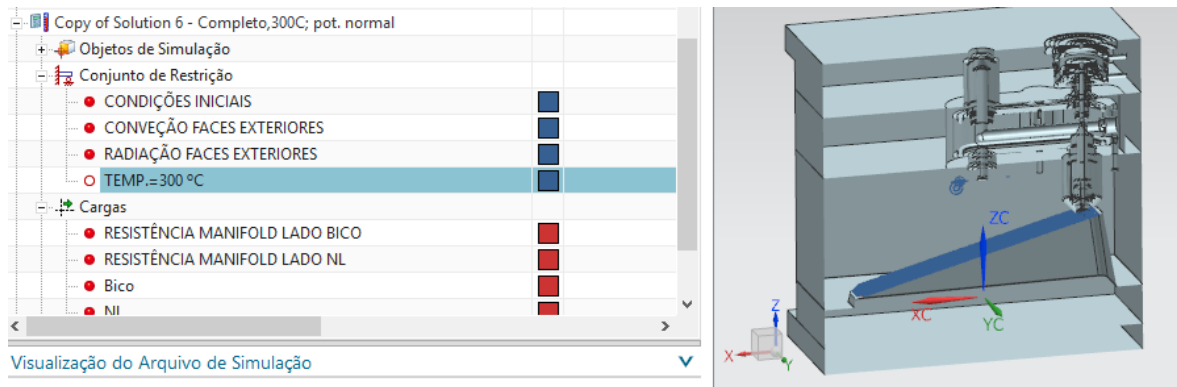 Copy of Solution 6 - Completo,300C; pot. normal
Objetos de Simulação
Conjunto de Restrição
CONDIÇÕES INICIAIS
CONVEÇÃO FACES EXTERIORES
RADIAÇÃO FACES EXTERIORES
TEMP.=300 ºC
Cargas
RESISTÊNCIA MANIFOLD LADO BICO
RESISTÊNCIA MANIFOLD LADO NL
Bico
NL
Visualização do Arquivo de Simulação
ZC
XC
YC
Z
X
Y